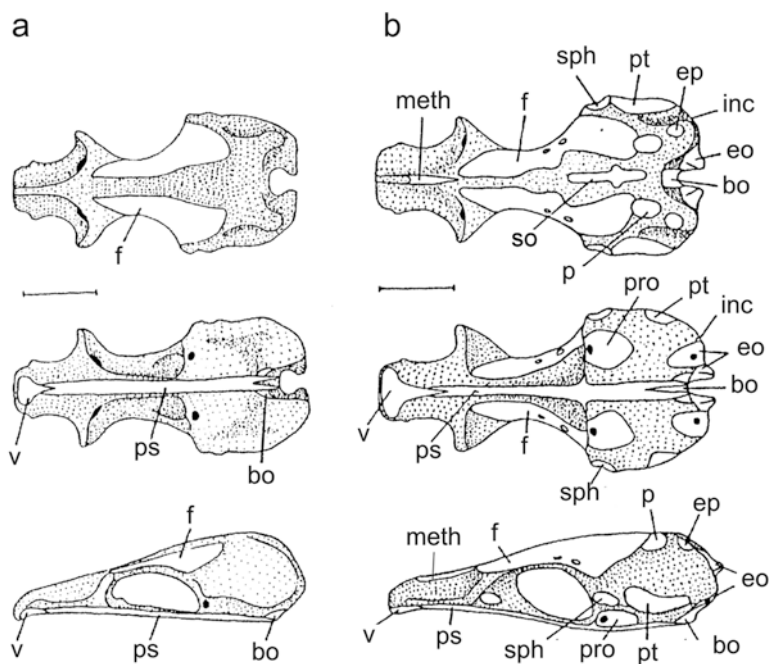 a
f
v
ps
bo
f
v
ps
bo
b
sph
pt
ep
meth
f
inc
eo
bo
so
p
pro
pt
inc
eo
bo
v
ps
f
sph
meth
f
p
ep
eo
v
ps
sph
pro
pt
bo